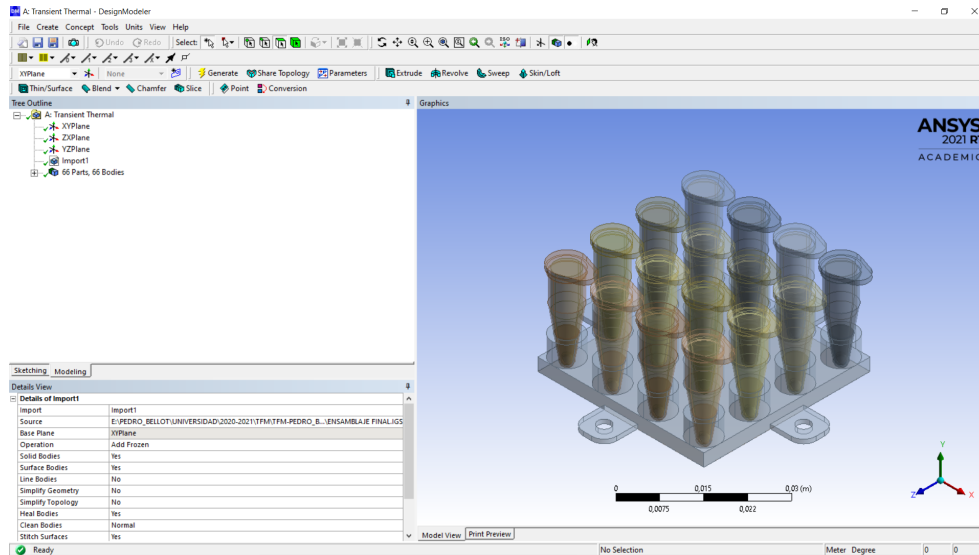 A: Transient Thermal - DesignModeler
File Create Concept Tools Units View Help
Undo Redo Select:
XYPlane None Generate Share Topology Parameters Extrude Revolve Sweep Skin/Loft
Thin/Surface Blend Chamfer Slice Point Conversion
Tree Outline
A: Transient Thermal
XYPlane
ZXPlane
YZPlane
Import1
66 Parts, 66 Bodies
Sketching Modeling
Details View
Details of Import1
Import Import1
Source E:\PEDRO_BELLOT\UNIVERSIDAD\2020-2021\TFM\TFM-PEDRO_B...\ENSAMBLAJE FINAL.IGS
Base Plane XYPlane
Operation Add Frozen
Solid Bodies Yes
Surface Bodies Yes
Line Bodies No
Simplify Geometry No
Simplify Topology No
Heal Bodies Yes
Clean Bodies Normal
Stitch Surfaces Yes
Graphics
ANSYS
2021 R
ACADEMIC
0 0,015 0,03 (m)
0,0075 0,022
Y
Z X
Model View Print Preview
Ready No Selection Meter Degree 0 0